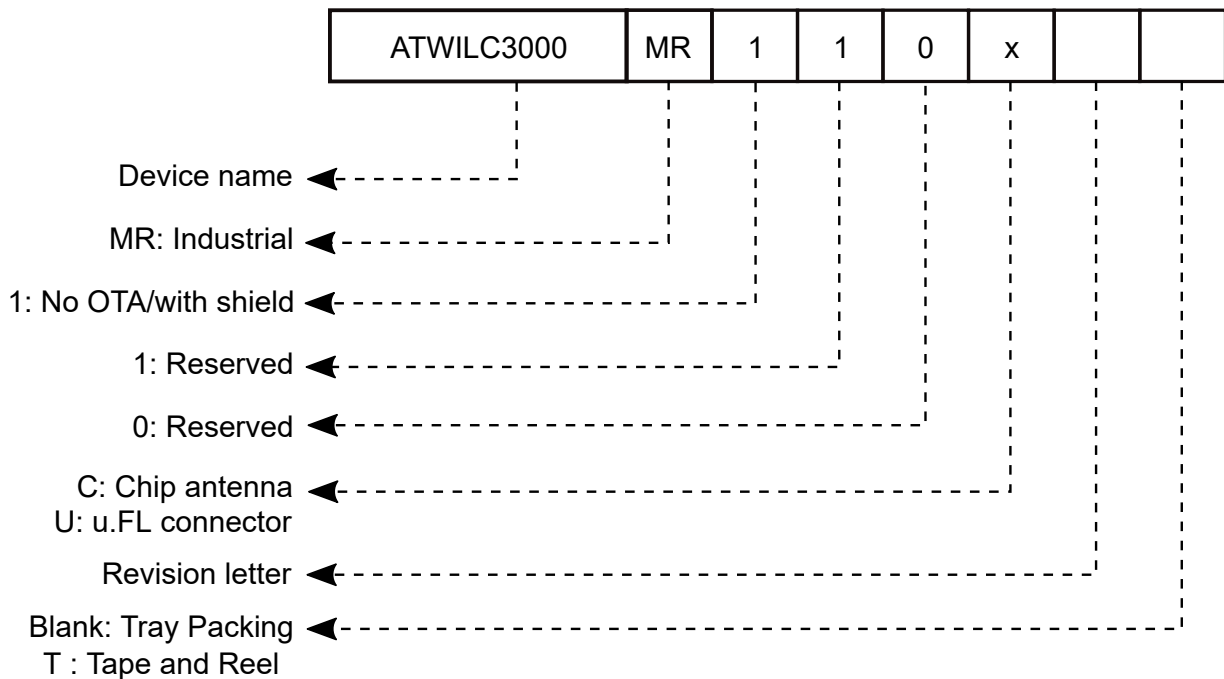 ATWILC3000 MR 1 1 0 x
Device name
MR: Industrial
1: No OTA/with shield
1: Reserved
0: Reserved
C: Chip antenna
U: u.FL connector
Revision letter
Blank: Tray Packing
T : Tape and Reel